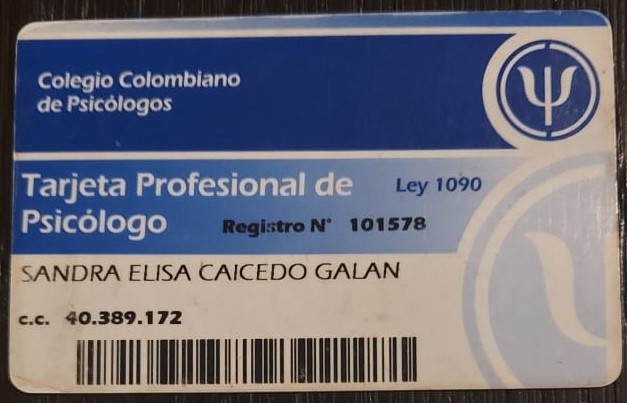 Colegio Colombiano
de Psicólogos
Tarjeta Profesional de Ley 1090
Psicólogo Registro N° 101578
SANDRA ELISA CAICEDO GALAN
c.c. 40.389.172